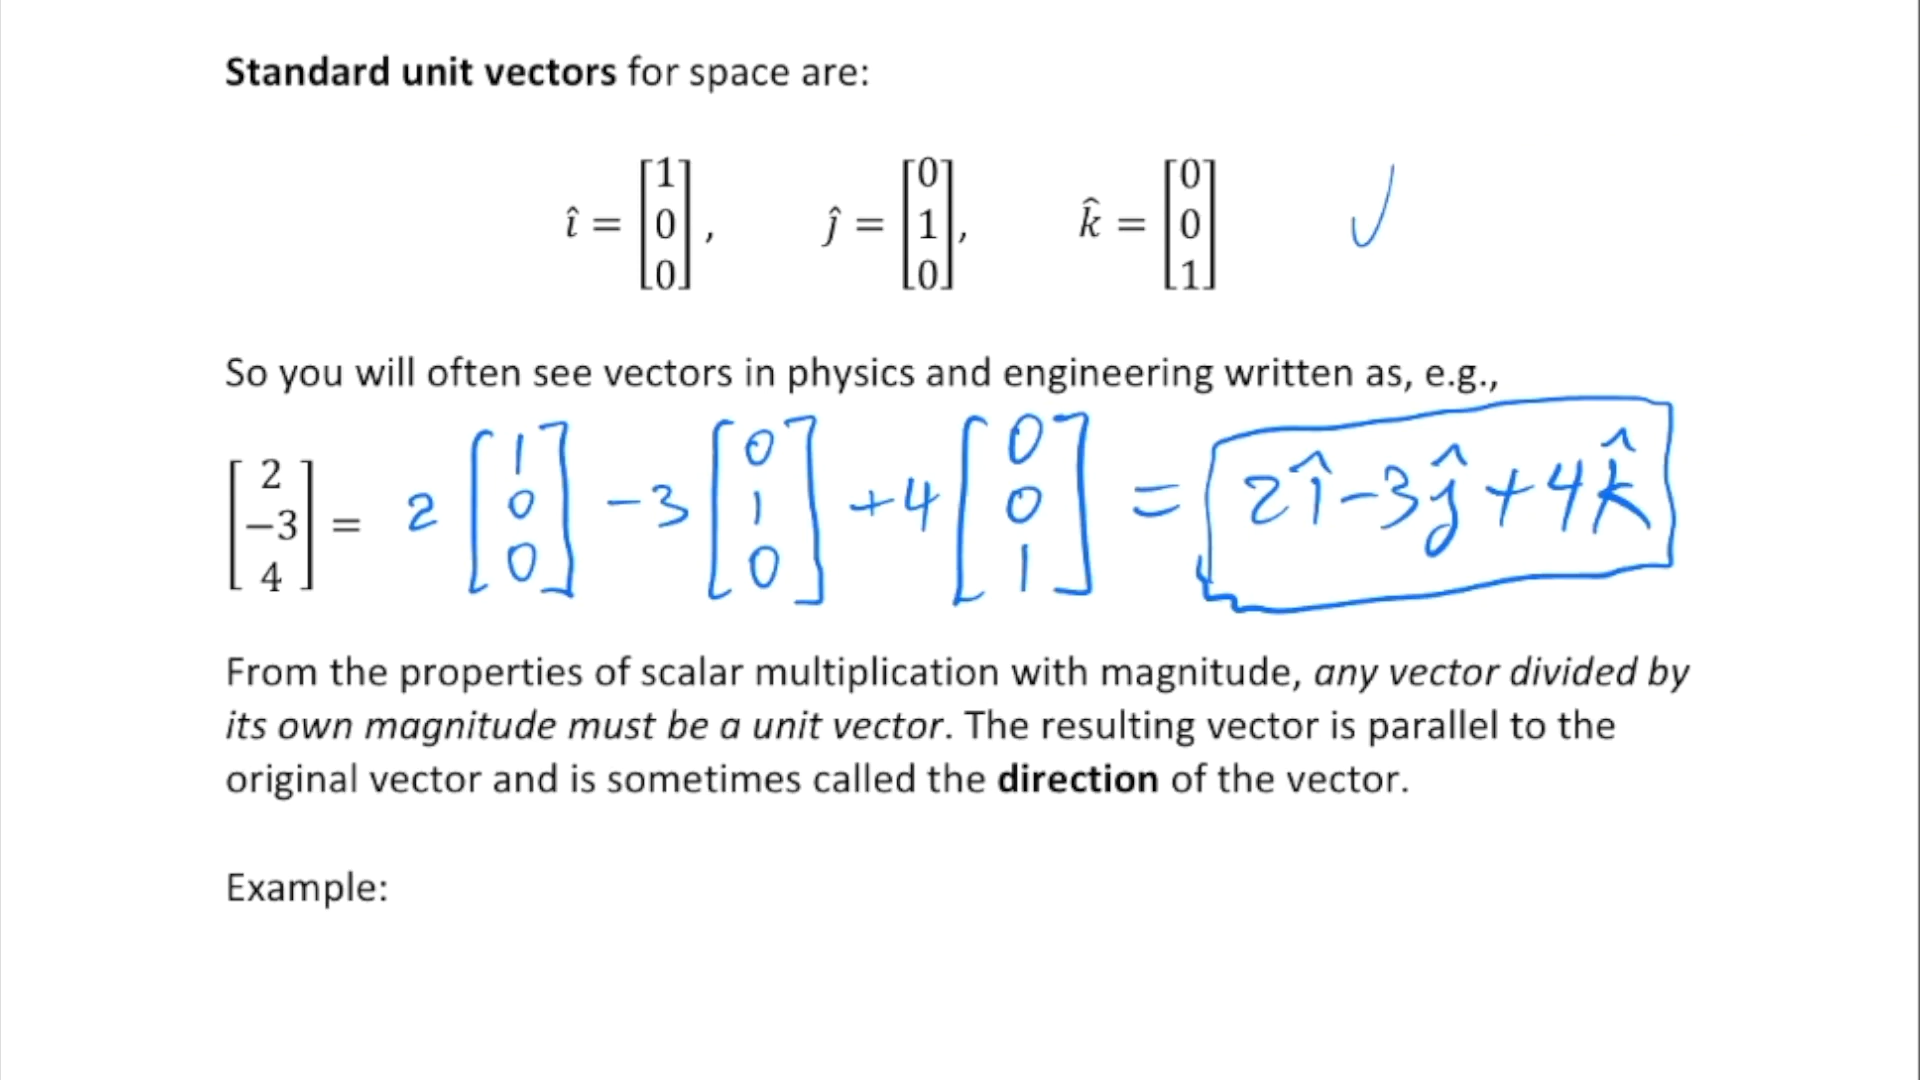 Standard unit vectors for space are:
î = [1 0 0], ĵ = [0 1 0], k̂ = [0 0 1] ✓
So you will often see vectors in physics and engineering written as, e.g.,
[2 −3 4] = 2 [1 0 0] −3 [0 1 0] +4 [0 0 1] = 2î−3ĵ+4k̂
From the properties of scalar multiplication with magnitude, any vector divided by
its own magnitude must be a unit vector. The resulting vector is parallel to the
original vector and is sometimes called the direction of the vector.
Example: